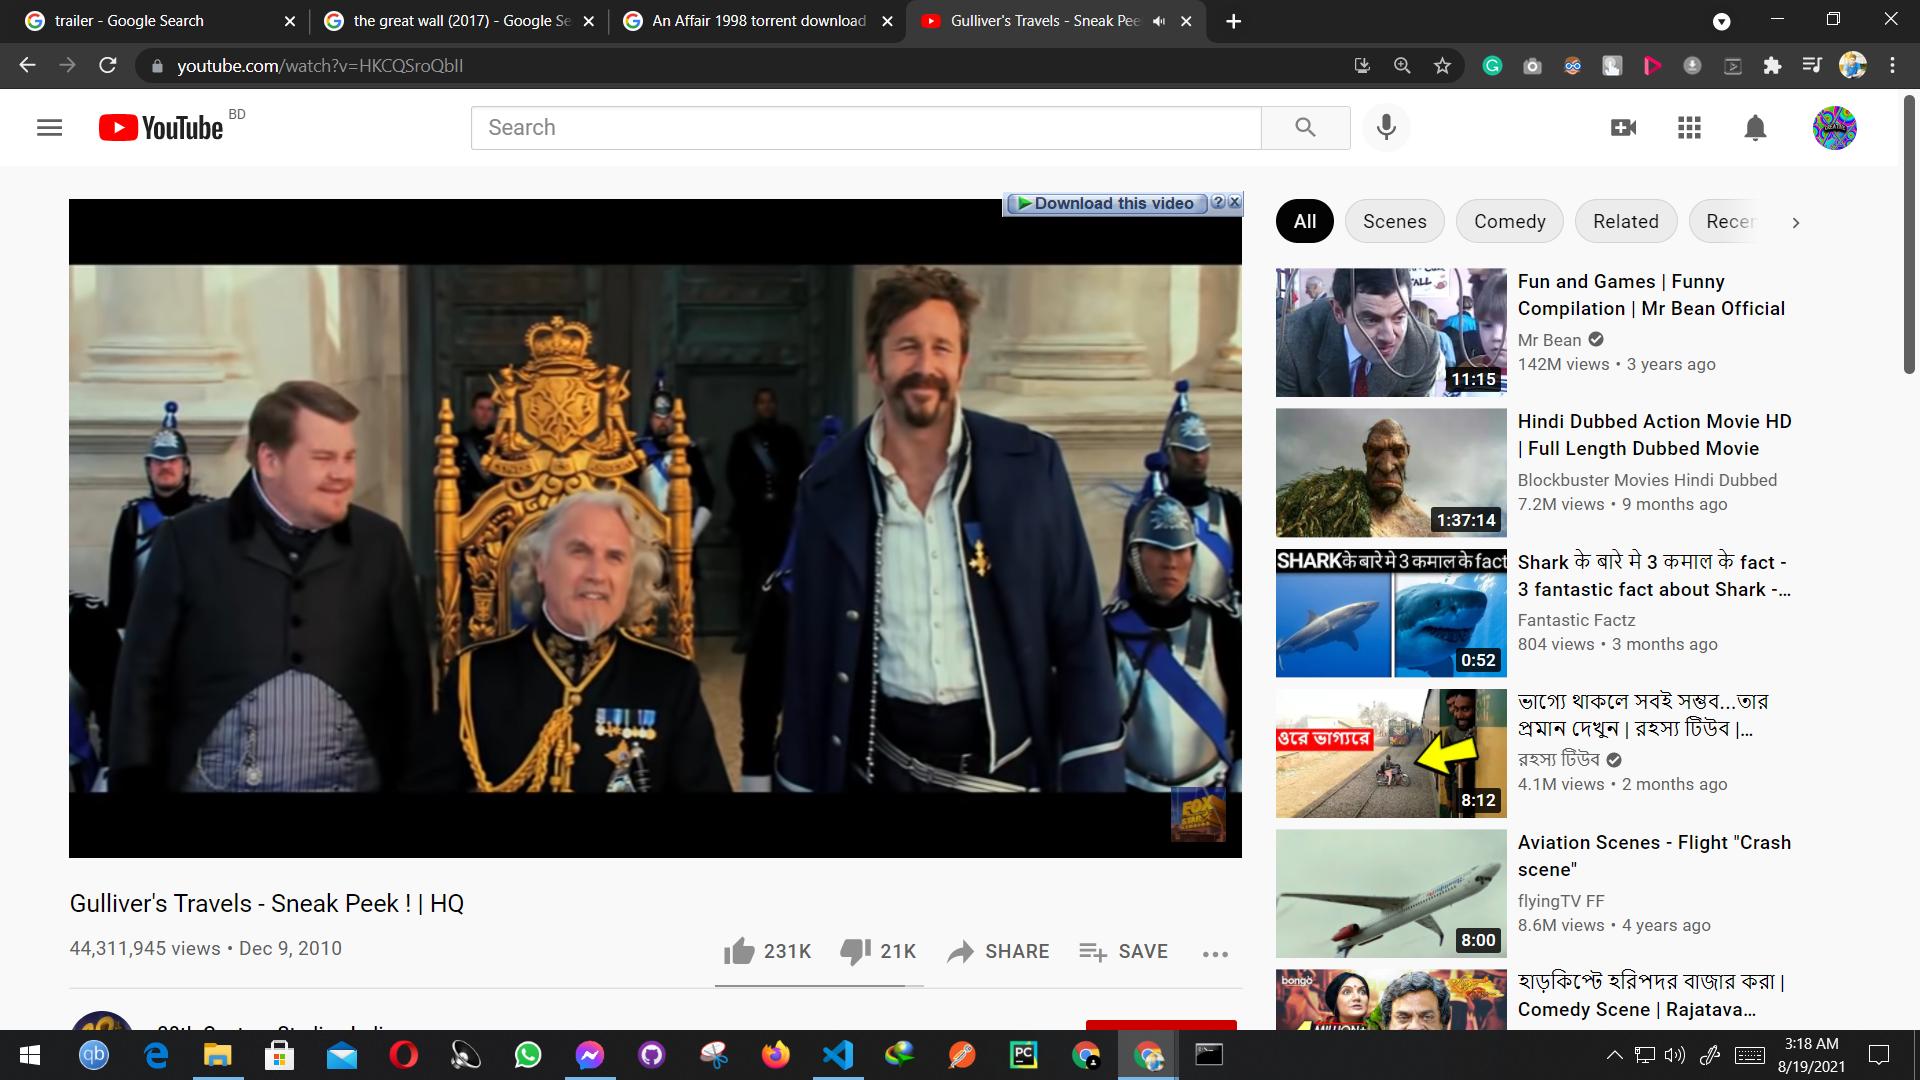 trailer - Google Search
the great wall (2017) - Google Se
An Affair 1998 torrent download
Gulliver's Travels - Sneak Pee
youtube.com/watch?v=HKCQSroQbII
YouTube BD
Search
Download this video ? X
All
Scenes
Comedy
Related
Recen
Fun and Games | Funny
Compilation | Mr Bean Official
Mr Bean
142M views • 3 years ago
11:15
Hindi Dubbed Action Movie HD
| Full Length Dubbed Movie
Blockbuster Movies Hindi Dubbed
7.2M views • 9 months ago
1:37:14
SHARK के बारे मे 3 कमाल के fact
Shark के बारे मे 3 कमाल के fact -
3 fantastic fact about Shark -...
Fantastic Factz
804 views • 3 months ago
0:52
ওরে ভাগ্যরে
ভাগ্যে থাকলে সবই সম্ভব...তার
প্রমান দেখুন | রহস্য টিউব |...
রহস্য টিউব
4.1M views • 2 months ago
8:12
Aviation Scenes - Flight "Crash
scene"
flyingTV FF
8.6M views • 4 years ago
8:00
bongo
হাড়কিপ্টে হরিপদর বাজার করা |
Comedy Scene | Rajatava...
FOX
STAR
STUDIOS
Gulliver's Travels - Sneak Peek ! | HQ
44,311,945 views • Dec 9, 2010
231K
21K
SHARE
SAVE
qb
PC
3:18 AM
8/19/2021